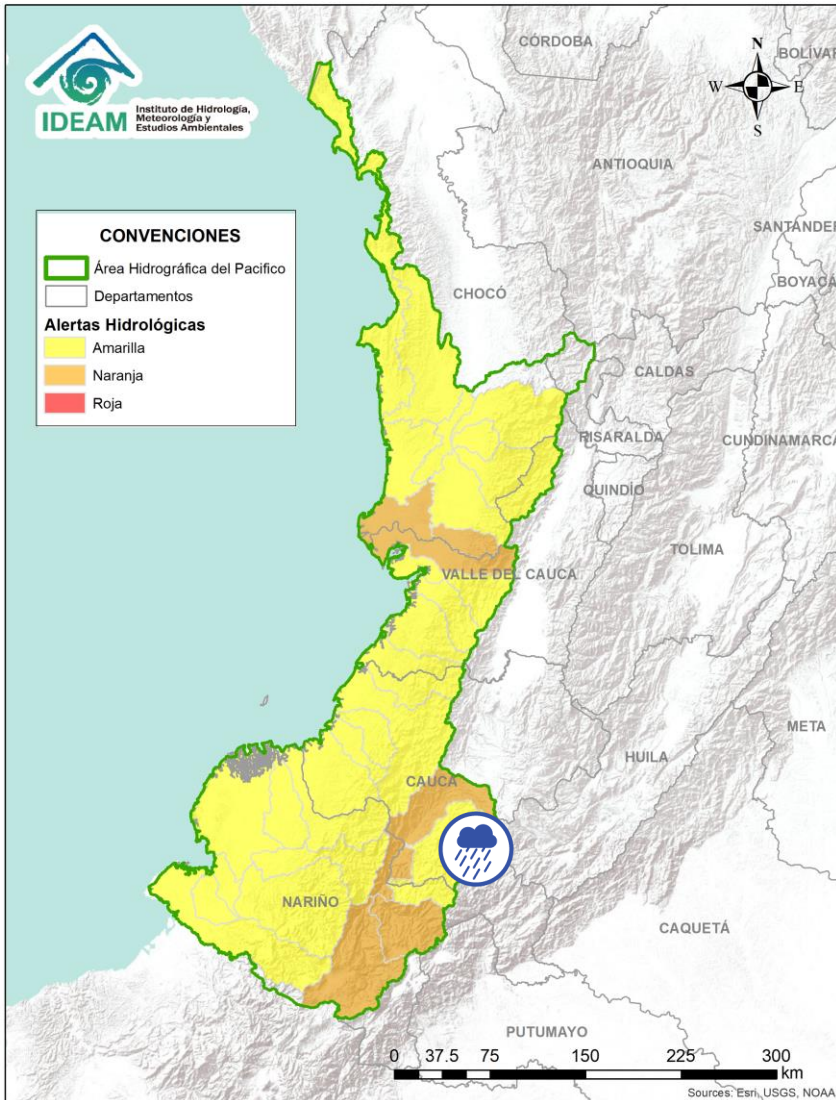 IDEAM
Instituto de Hidrología,
Meteorología y
Estudios Ambientales
CÓRDOBA
BOLÍVAR
N
W
E
S
ANTIOQUIA
SANTANDER
BOYACÁ
CONVENCIONES
Área Hidrográfica del Pacifico
Departamentos
Alertas Hidrológicas
Amarilla
Naranja
Roja
CHOCÓ
CALDAS
RISARALDA
CUNDINAMARCA
QUINDÍO
TOLIMA
VALLE DEL CAUCA
META
HUILA
CAUCA
NARIÑO
CAQUETÁ
PUTUMAYO
0 37.5 75 150 225 300
km
Sources: Esri, USGS, NOAA